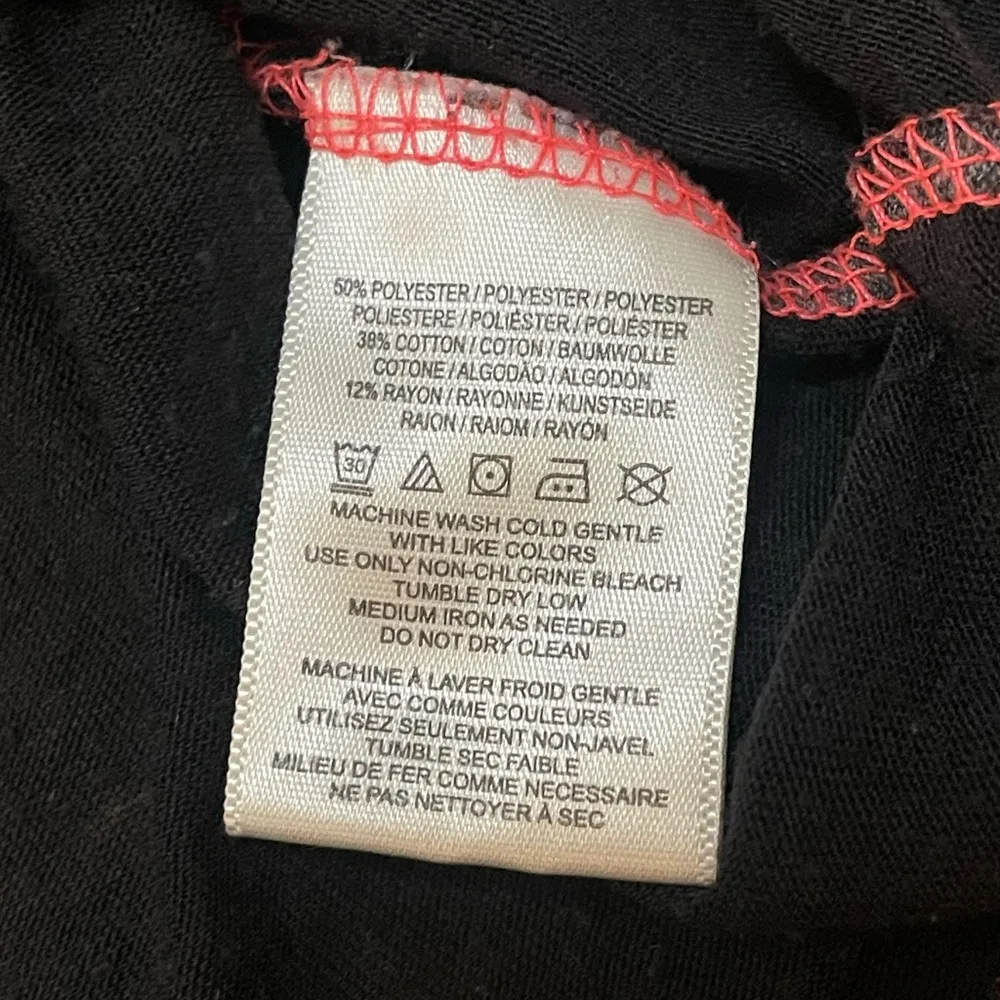 50% POLYESTER / POLYESTER / POLYESTER
POLIESTERE / POLIÉSTER / POLIÉSTER
38% COTTON / COTON / BAUMWOLLE
COTONE / ALGODÃO / ALGODÓN
12% RAYON / RAYONNE / KUNSTSEIDE
RAION / RAIOM / RAYÓN
30
MACHINE WASH COLD GENTLE
WITH LIKE COLORS
USE ONLY NON-CHLORINE BLEACH
TUMBLE DRY LOW
MEDIUM IRON AS NEEDED
DO NOT DRY CLEAN
MACHINE À LAVER FROID GENTLE
AVEC COMME COULEURS
UTILISEZ SEULEMENT NON-JAVEL
TUMBLE SEC FAIBLE
MILIEU DE FER COMME NECESSAIRE
NE PAS NETTOYER À SEC